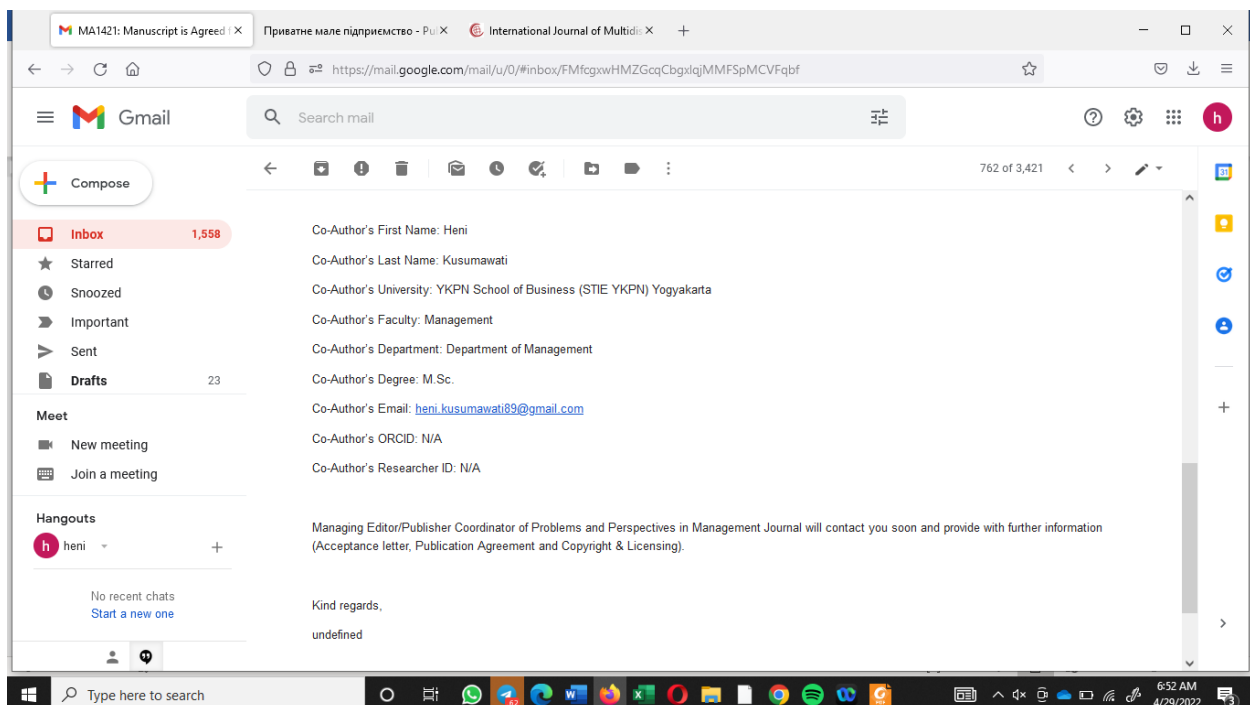 MA1421: Manuscript is Agreed f
Приватне мале підприємство - Pu
International Journal of Multidis
https://mail.google.com/mail/u/0/#inbox/FMfcgxwHMZGcqCbgxlqjMMFSpMCVFqbf
Gmail
Search mail
h
Compose
762 of 3,421
31
Inbox 1,558
Starred
Snoozed
Important
Sent
Drafts 23
Meet
New meeting
Join a meeting
Hangouts
h heni
No recent chats
Start a new one
Co-Author's First Name: Heni
Co-Author's Last Name: Kusumawati
Co-Author's University: YKPN School of Business (STIE YKPN) Yogyakarta
Co-Author's Faculty: Management
Co-Author's Department: Department of Management
Co-Author's Degree: M.Sc.
Co-Author's Email: heni.kusumawati89@gmail.com
Co-Author's ORCID: N/A
Co-Author's Researcher ID: N/A
Managing Editor/Publisher Coordinator of Problems and Perspectives in Management Journal will contact you soon and provide with further information
(Acceptance letter, Publication Agreement and Copyright & Licensing).
Kind regards,
undefined
Type here to search
62
6:52 AM
4/29/2022
3